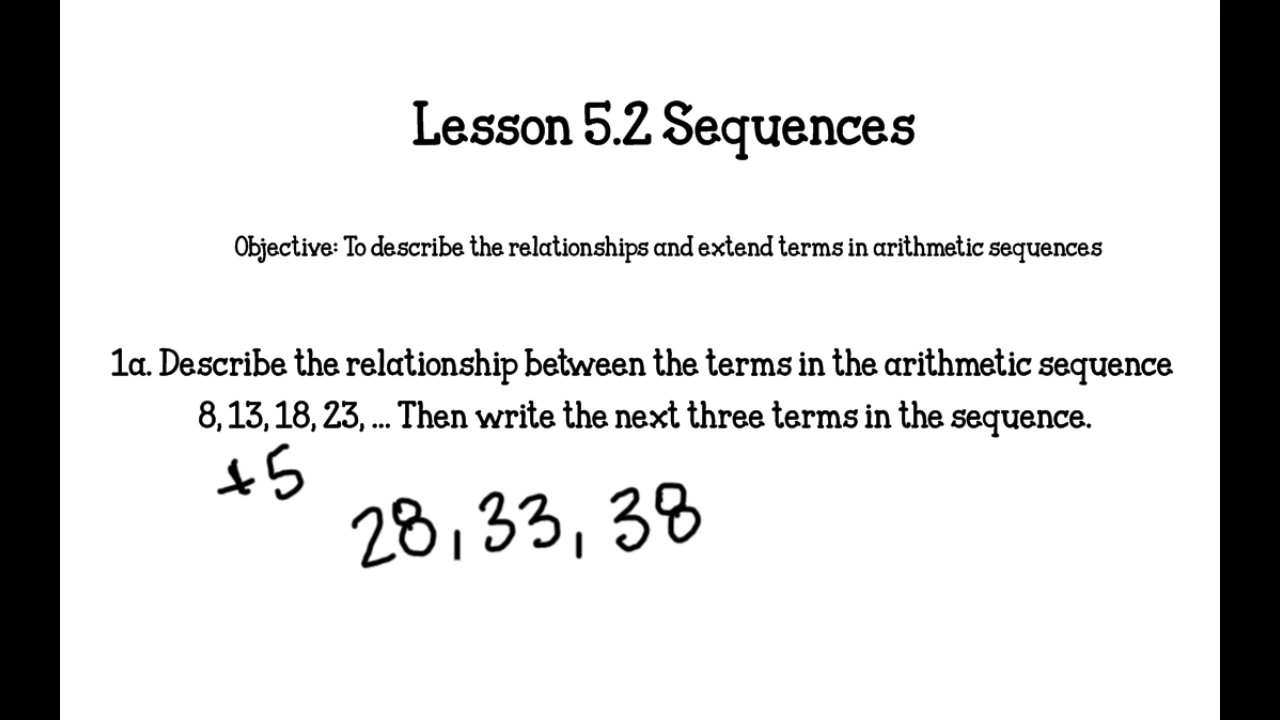 Lesson 5.2 Sequences
Objective: To describe the relationships and extend terms in arithmetic sequences
1a. Describe the relationship between the terms in the arithmetic sequence
8, 13, 18, 23, ... Then write the next three terms in the sequence.
+5
28, 33, 38